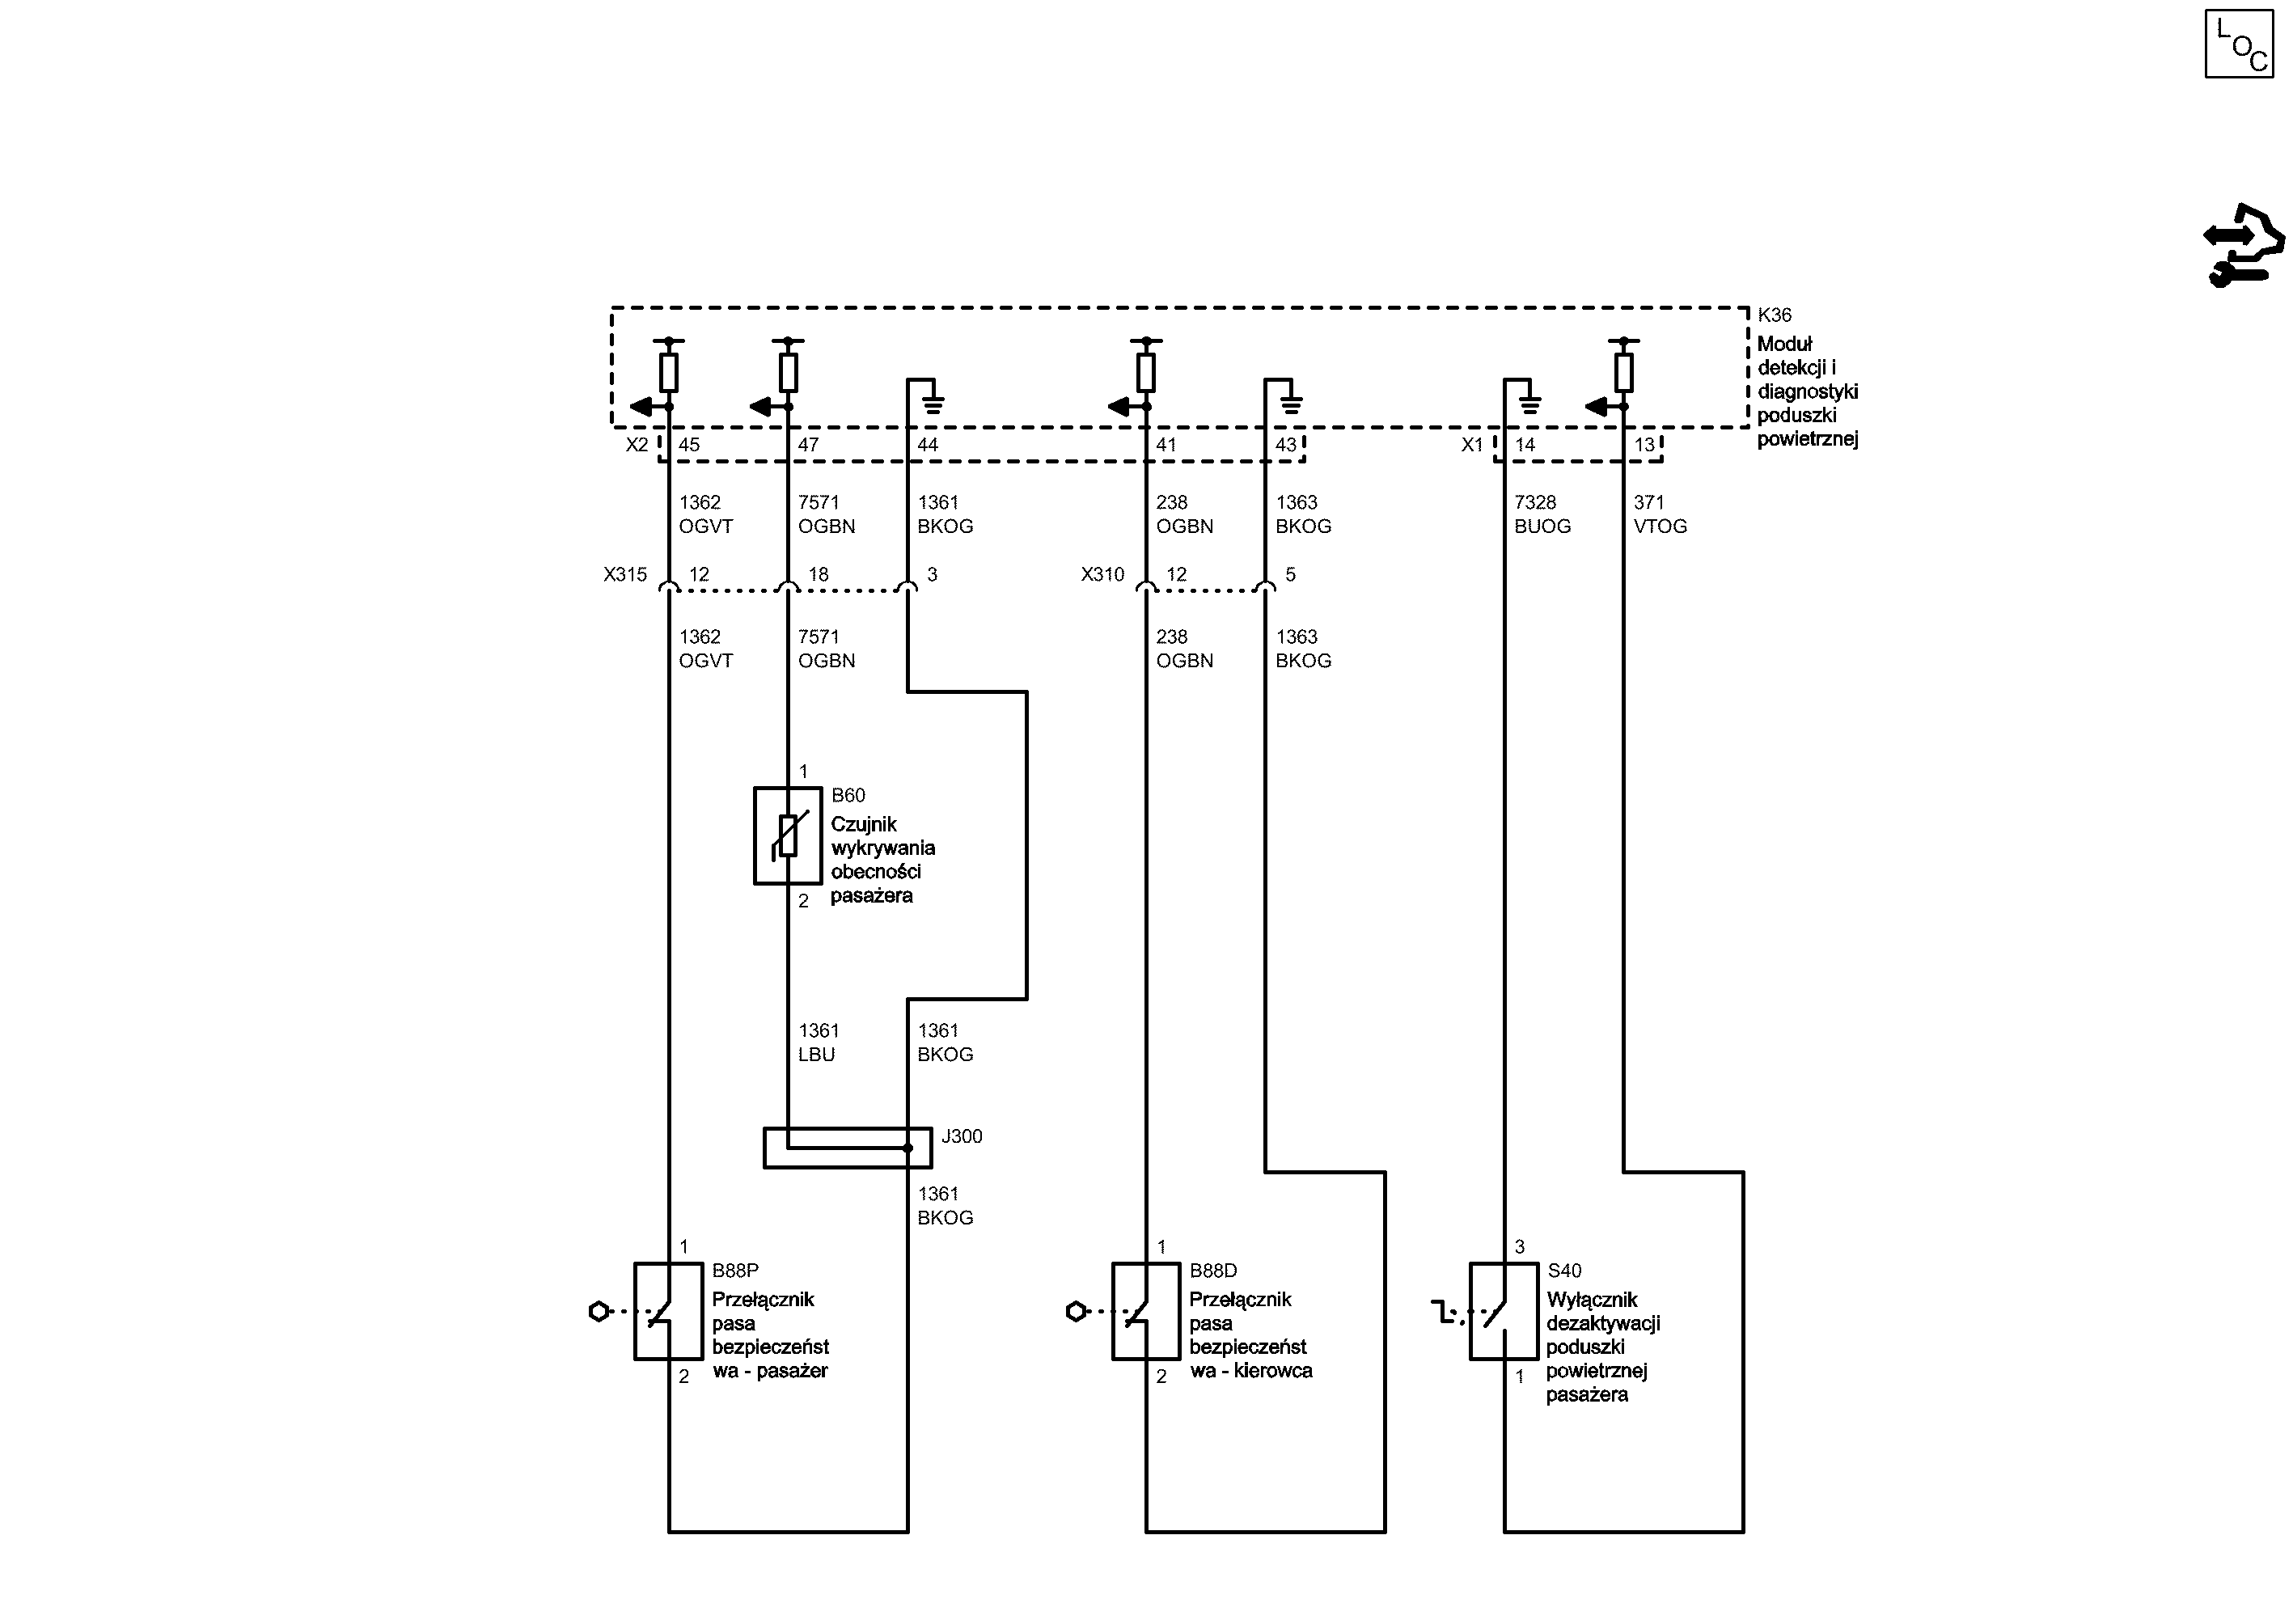 L
O
C
K36
Moduł
detekcji i
diagnostyki
poduszki
powietrznej
X2 45 47 44 41 43 X1 14 13
1362 7571 1361 238 1363 7328 371
OGVT OGBN BKOG OGBN BKOG BUOG VTOG
X315 12 18 3 X310 12 5
1362 7571 238 1363
OGVT OGBN OGBN BKOG
1
B60
Czujnik
wykrywania
obecności
pasażera
2
1361 1361
LBU BKOG
J300
1361
BKOG
1 1 3
B88P
Przełącznik
pasa
bezpieczeńst
wa - pasażer
2
B88D
Przełącznik
pasa
bezpieczeńst
wa - kierowca
2
S40
Wyłącznik
dezaktywacji
poduszki
powietrznej
pasażera
1